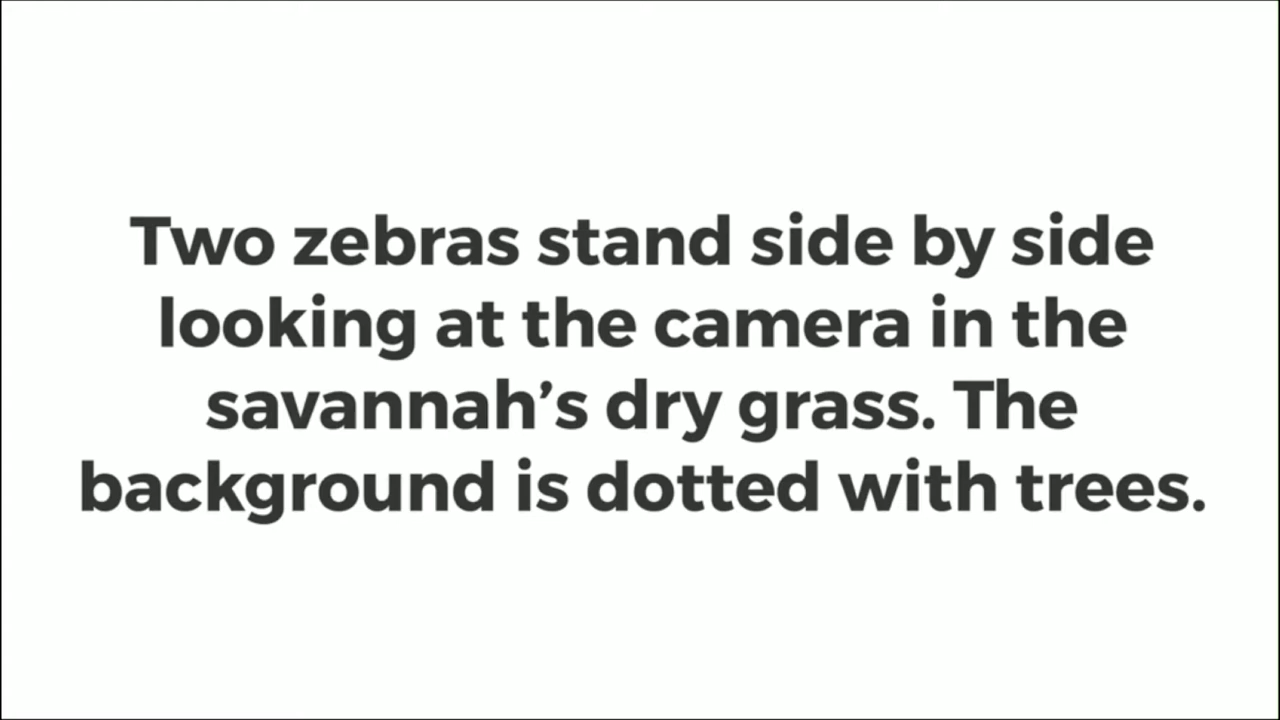 Two zebras stand side by side
looking at the camera in the
savannah’s dry grass. The
background is dotted with trees.